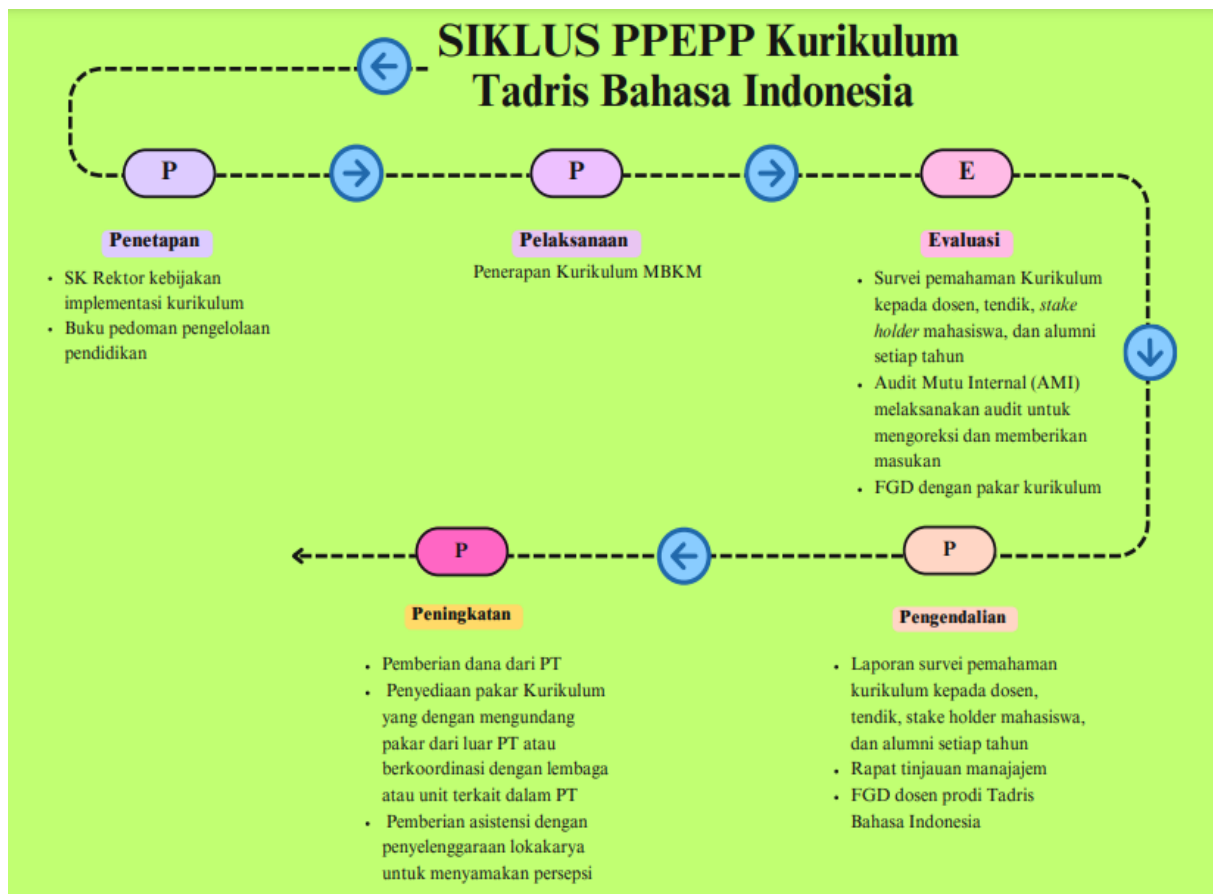 SIKLUS PPEPP Kurikulum
Tadris Bahasa Indonesia
P
P
E
Penetapan
• SK Rektor kebijakan
implementasi kurikulum
• Buku pedoman pengelolaan
pendidikan
Pelaksanaan
Penerapan Kurikulum MBKM
Evaluasi
• Survei pemahaman Kurikulum
kepada dosen, tendik, stake
holder mahasiswa, dan alumni
setiap tahun
• Audit Mutu Internal (AMI)
melaksanakan audit untuk
mengoreksi dan memberikan
masukan
• FGD dengan pakar kurikulum
P
P
Peningkatan
• Pemberian dana dari PT
• Penyediaan pakar Kurikulum
yang dengan mengundang
pakar dari luar PT atau
berkoordinasi dengan lembaga
atau unit terkait dalam PT
• Pemberian asistensi dengan
penyelenggaraan lokakarya
untuk menyamakan persepsi
Pengendalian
• Laporan survei pemahaman
kurikulum kepada dosen,
tendik, stake holder mahasiswa,
dan alumni setiap tahun
• Rapat tinjauan manajajem
• FGD dosen prodi Tadris
Bahasa Indonesia